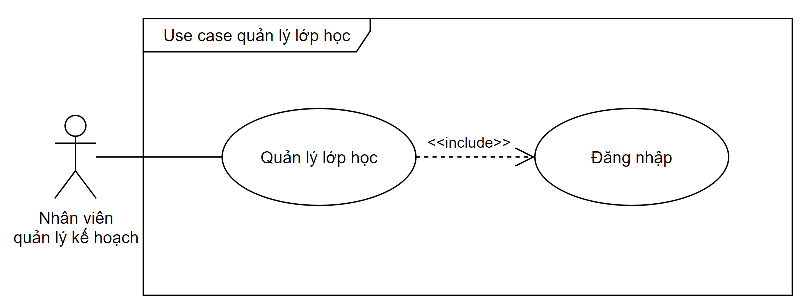 Use case quản lý lớp học
<<include>>
Quản lý lớp học
Đăng nhập
Nhân viên
quản lý kế hoạch